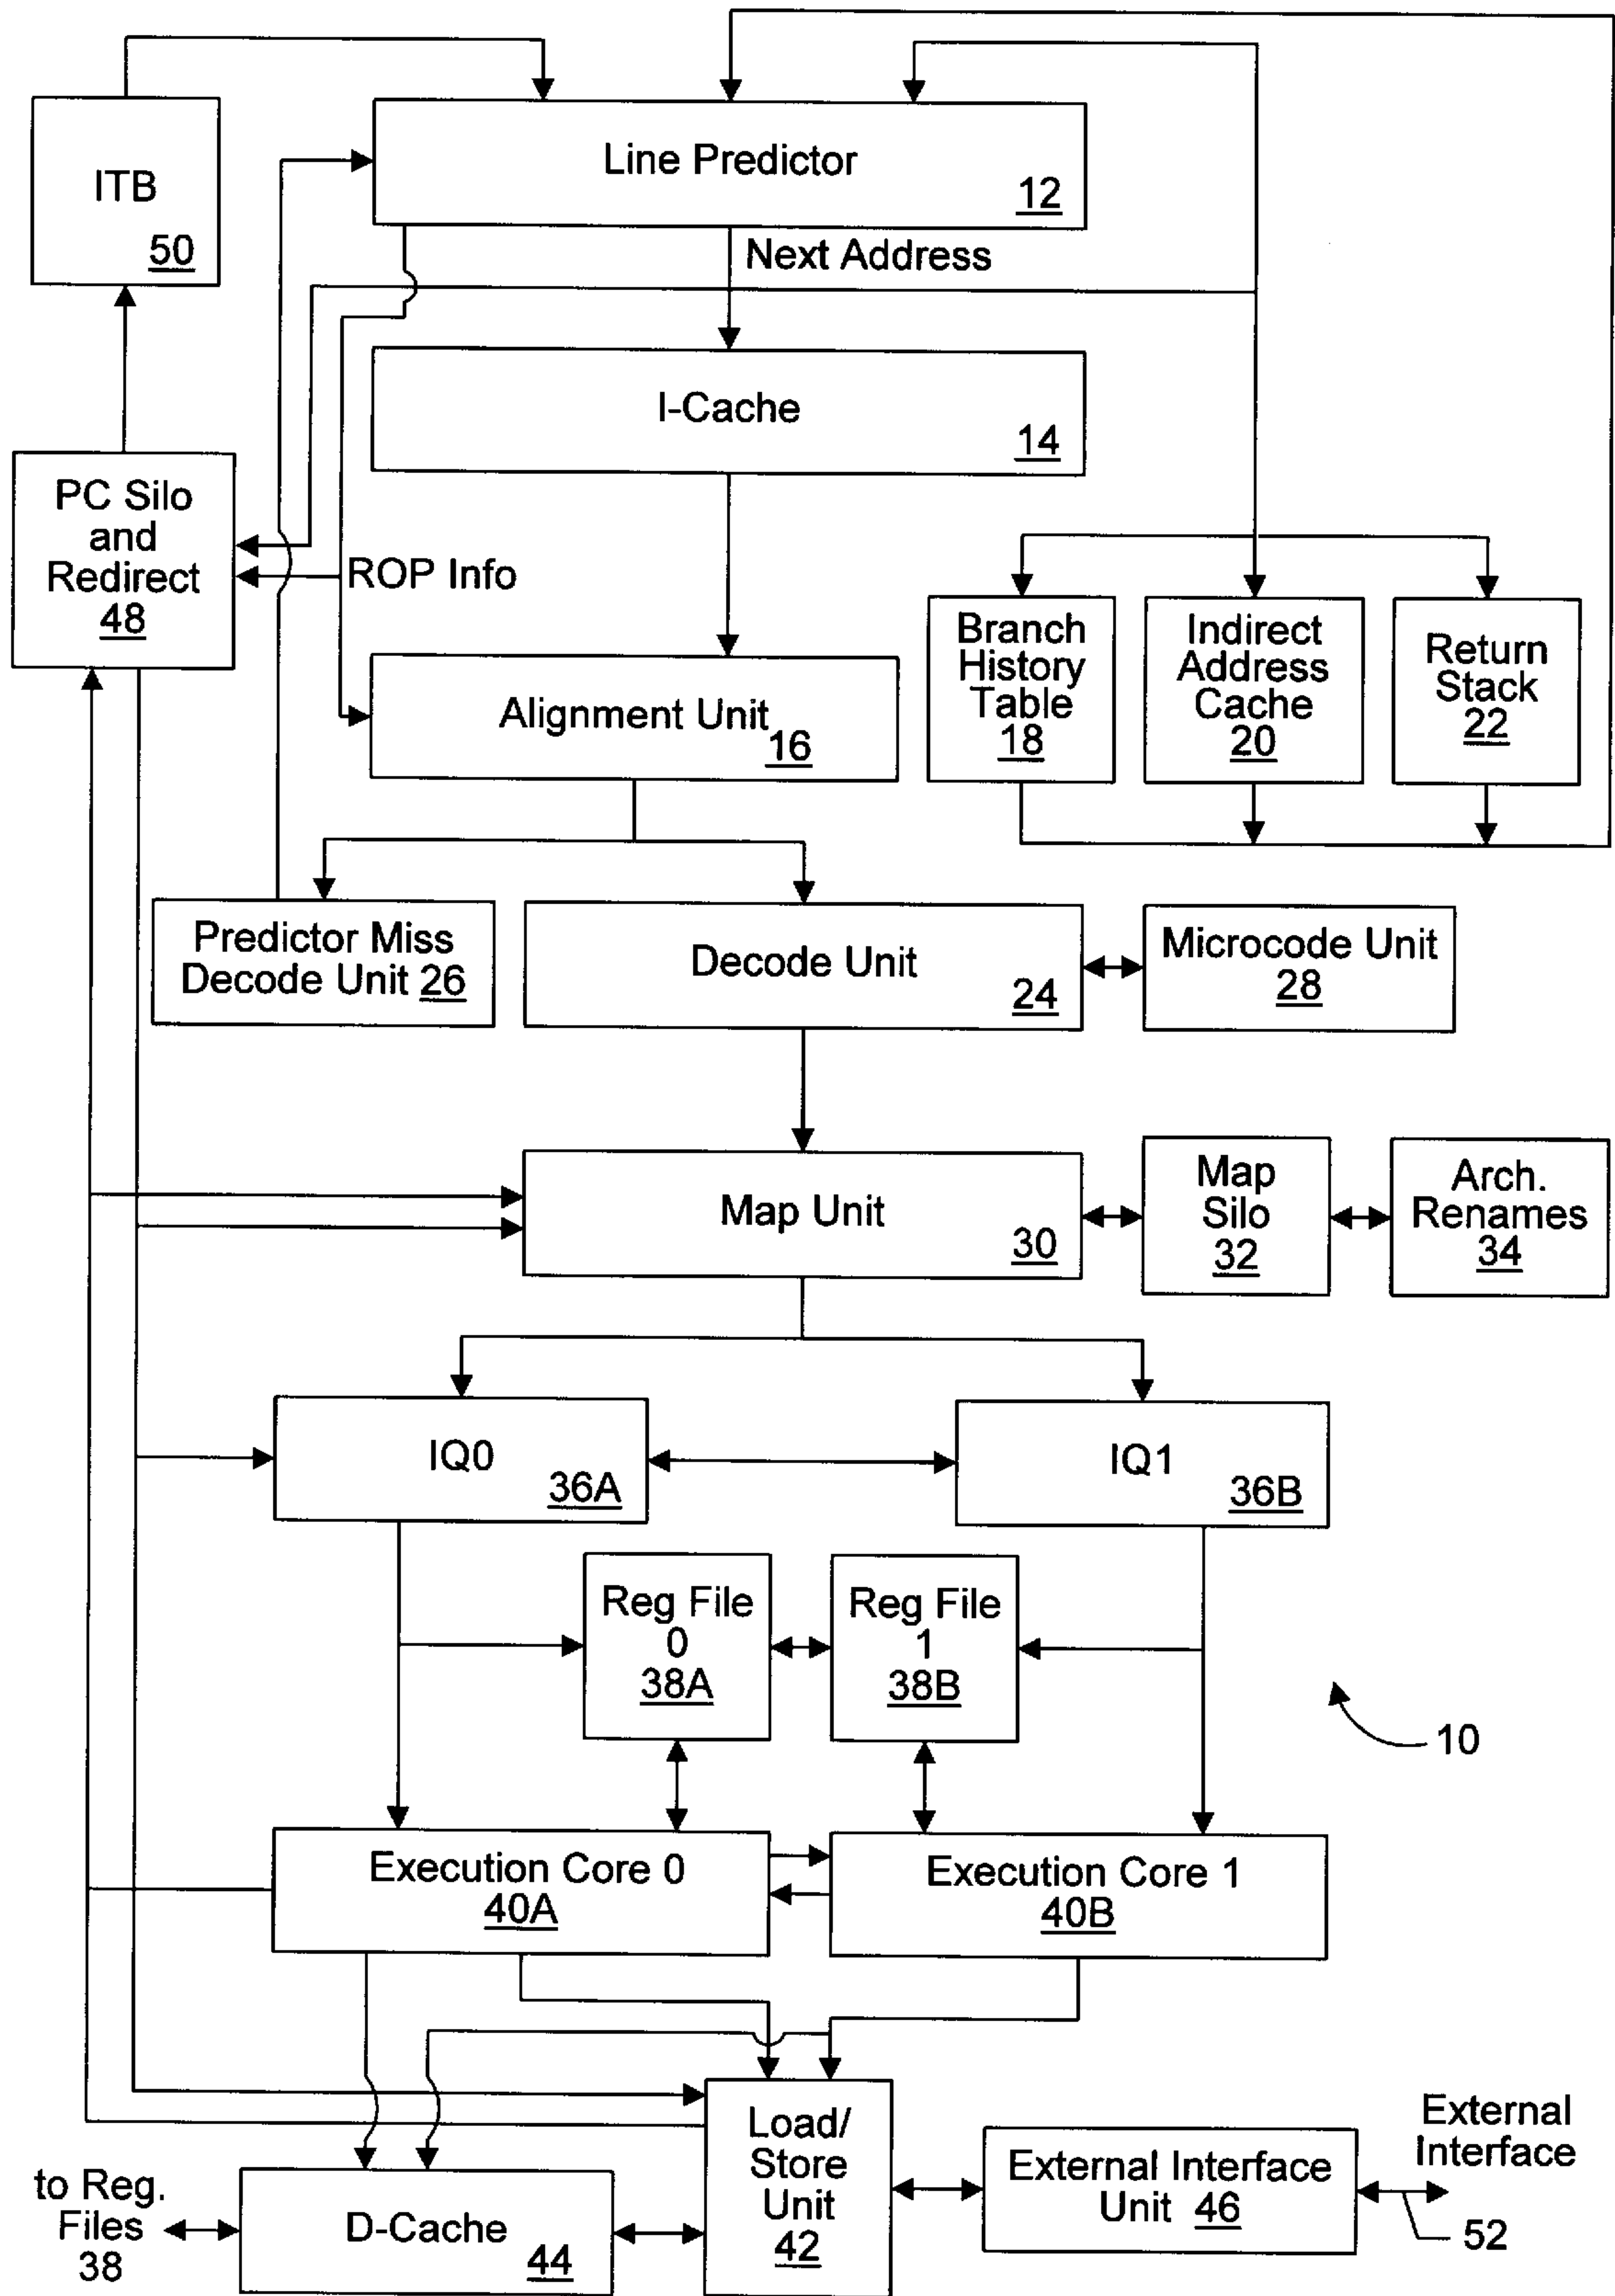 Line Predictor
12
ITB
50
Next Address
I-Cache
14
PC Silo
and
Redirect
48
ROP Info
Branch
History
Table
18
Indirect
Address
Cache
20
Return
Stack
22
Alignment Unit
16
Predictor Miss
Decode Unit 26
Decode Unit
24
Microcode Unit
28
Map Unit
30
Map
Silo
32
Arch.
Renames
34
IQ0
36A
IQ1
36B
Reg File
0
38A
Reg File
1
38B
10
Execution Core 0
40A
Execution Core 1
40B
Load/
Store
Unit
42
External Interface
Unit 46
External
Interface
52
to Reg.
Files
38
D-Cache
44